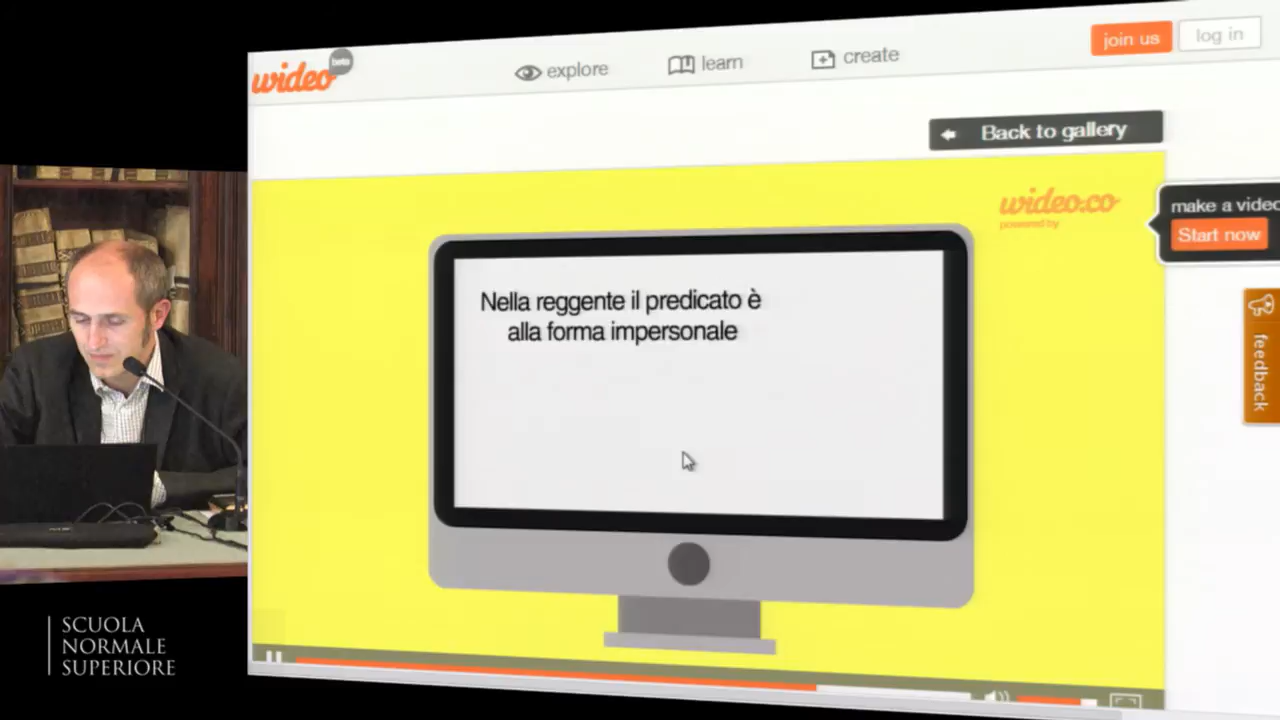 wideo
beta
explore
learn
create
join us
log in
Back to gallery
wideo.co
powered by
make a video
Start now
feedback
Nella reggente il predicato è
alla forma impersonale
SCUOLA
NORMALE
SUPERIORE